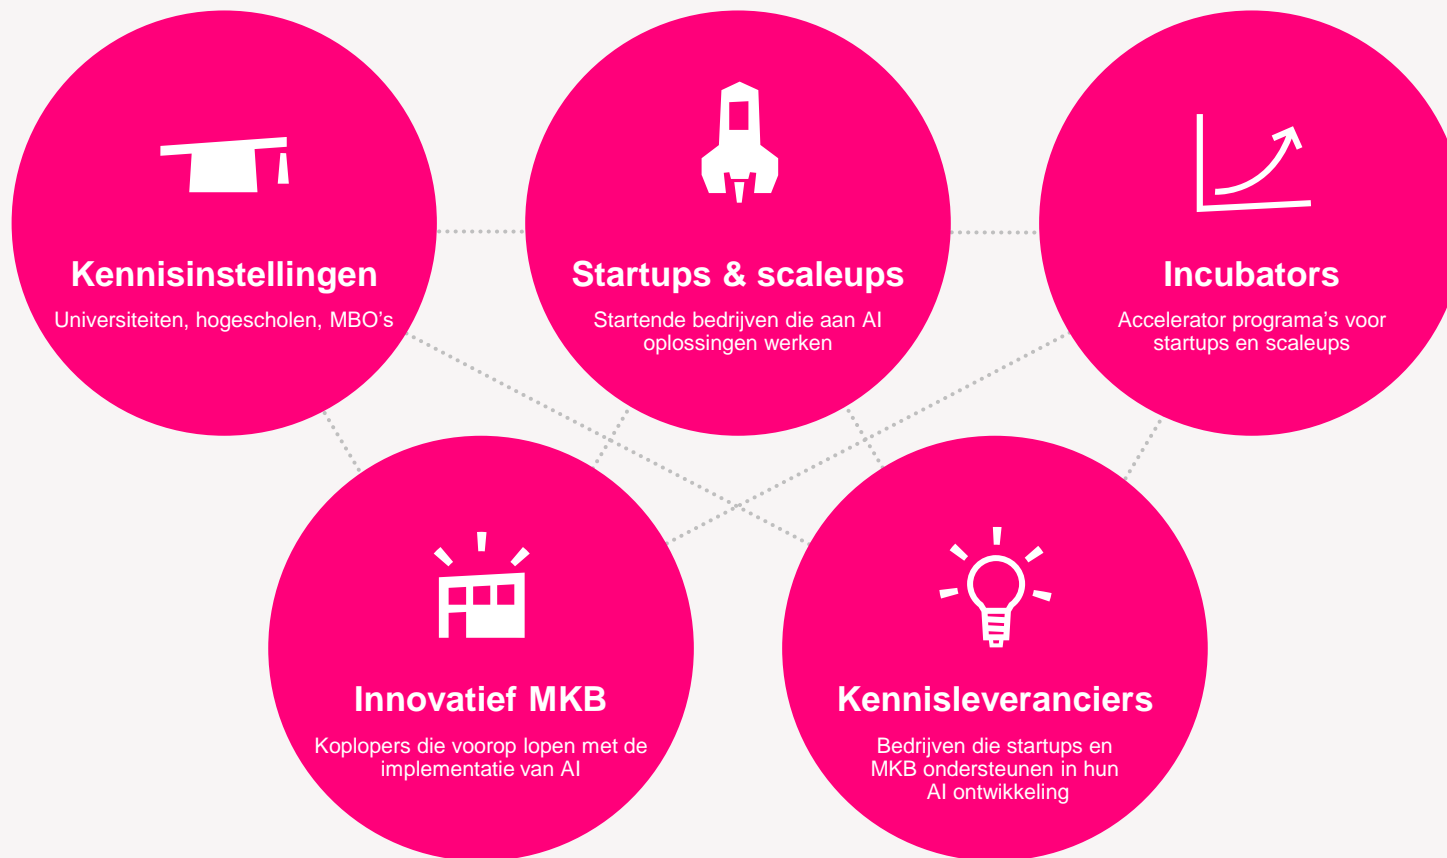 Kennisinstellingen
Universiteiten, hogescholen, MBO’s
Startups & scaleups
Startende bedrijven die aan AI
oplossingen werken
Incubators
Accelerator programa’s voor
startups en scaleups
Innovatief MKB
Koplopers die voorop lopen met de
implementatie van AI
Kennisleveranciers
Bedrijven die startups en
MKB ondersteunen in hun
AI ontwikkeling